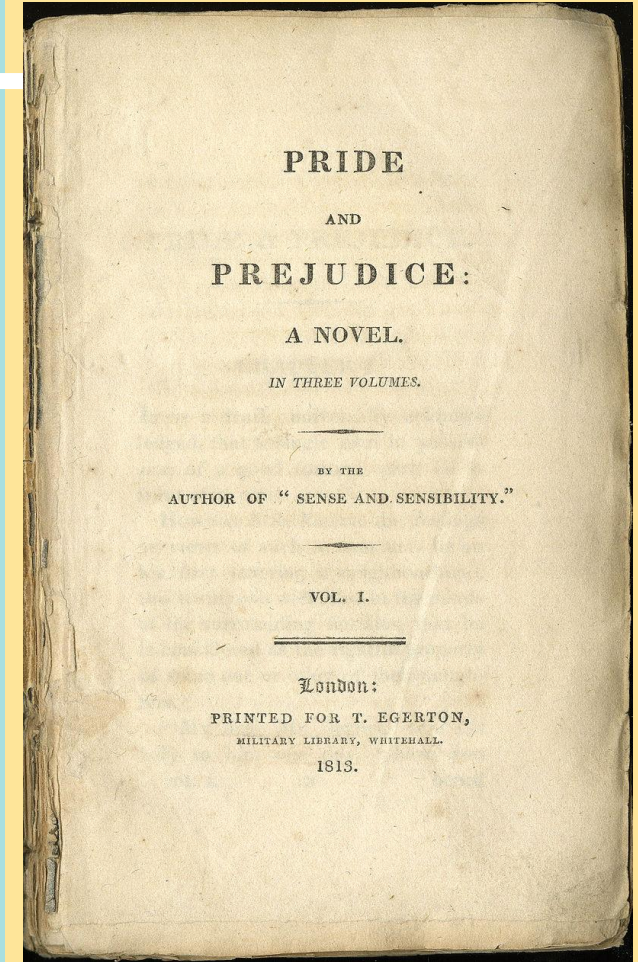 PRIDE
AND
PREJUDICE:
A NOVEL.
IN THREE VOLUMES.
BY THE
AUTHOR OF “ SENSE AND SENSIBILITY.”
VOL. I.
London:
PRINTED FOR T. EGERTON,
MILITARY LIBRARY, WHITEHALL.
1813.